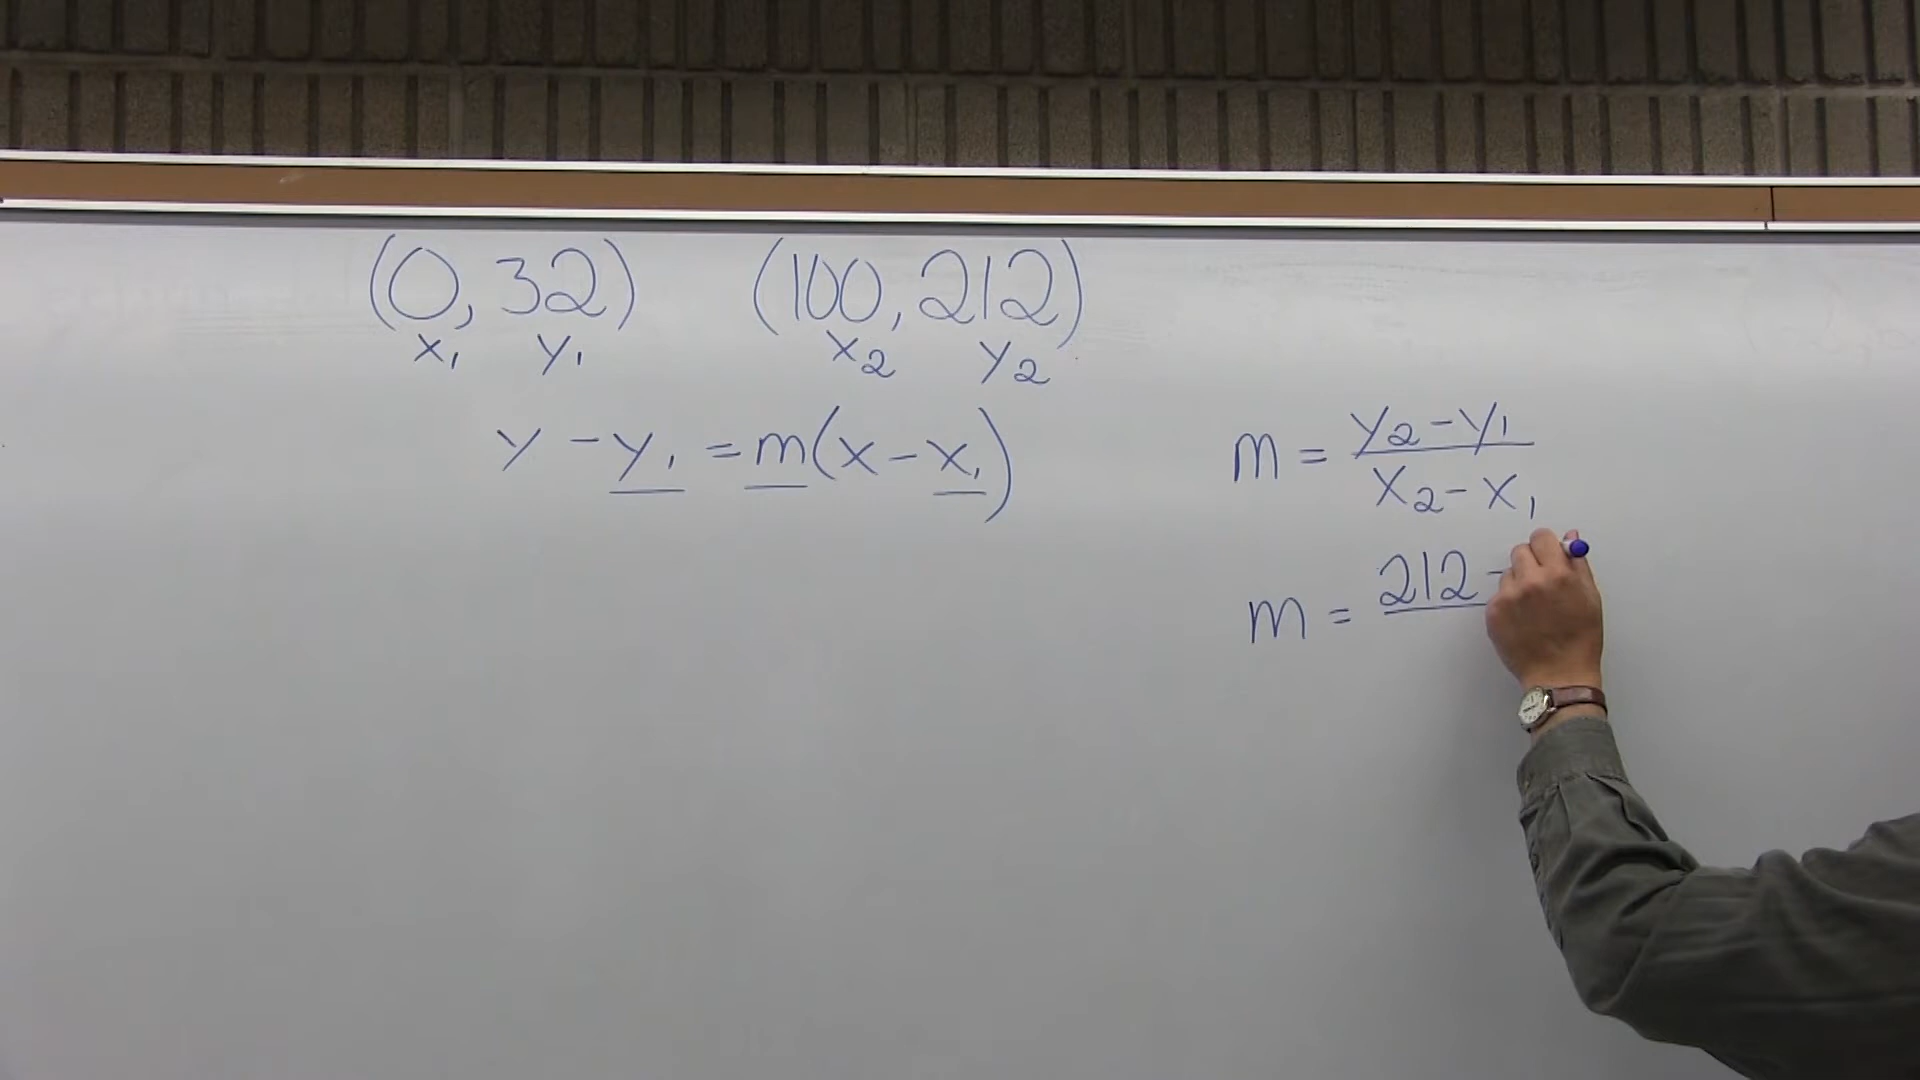 (0, 32) (100, 212)
x₁ y₁ x₂ y₂
y - y₁ = m(x - x₁)
m = y₂ - y₁ / x₂ - x₁
m = 212 -